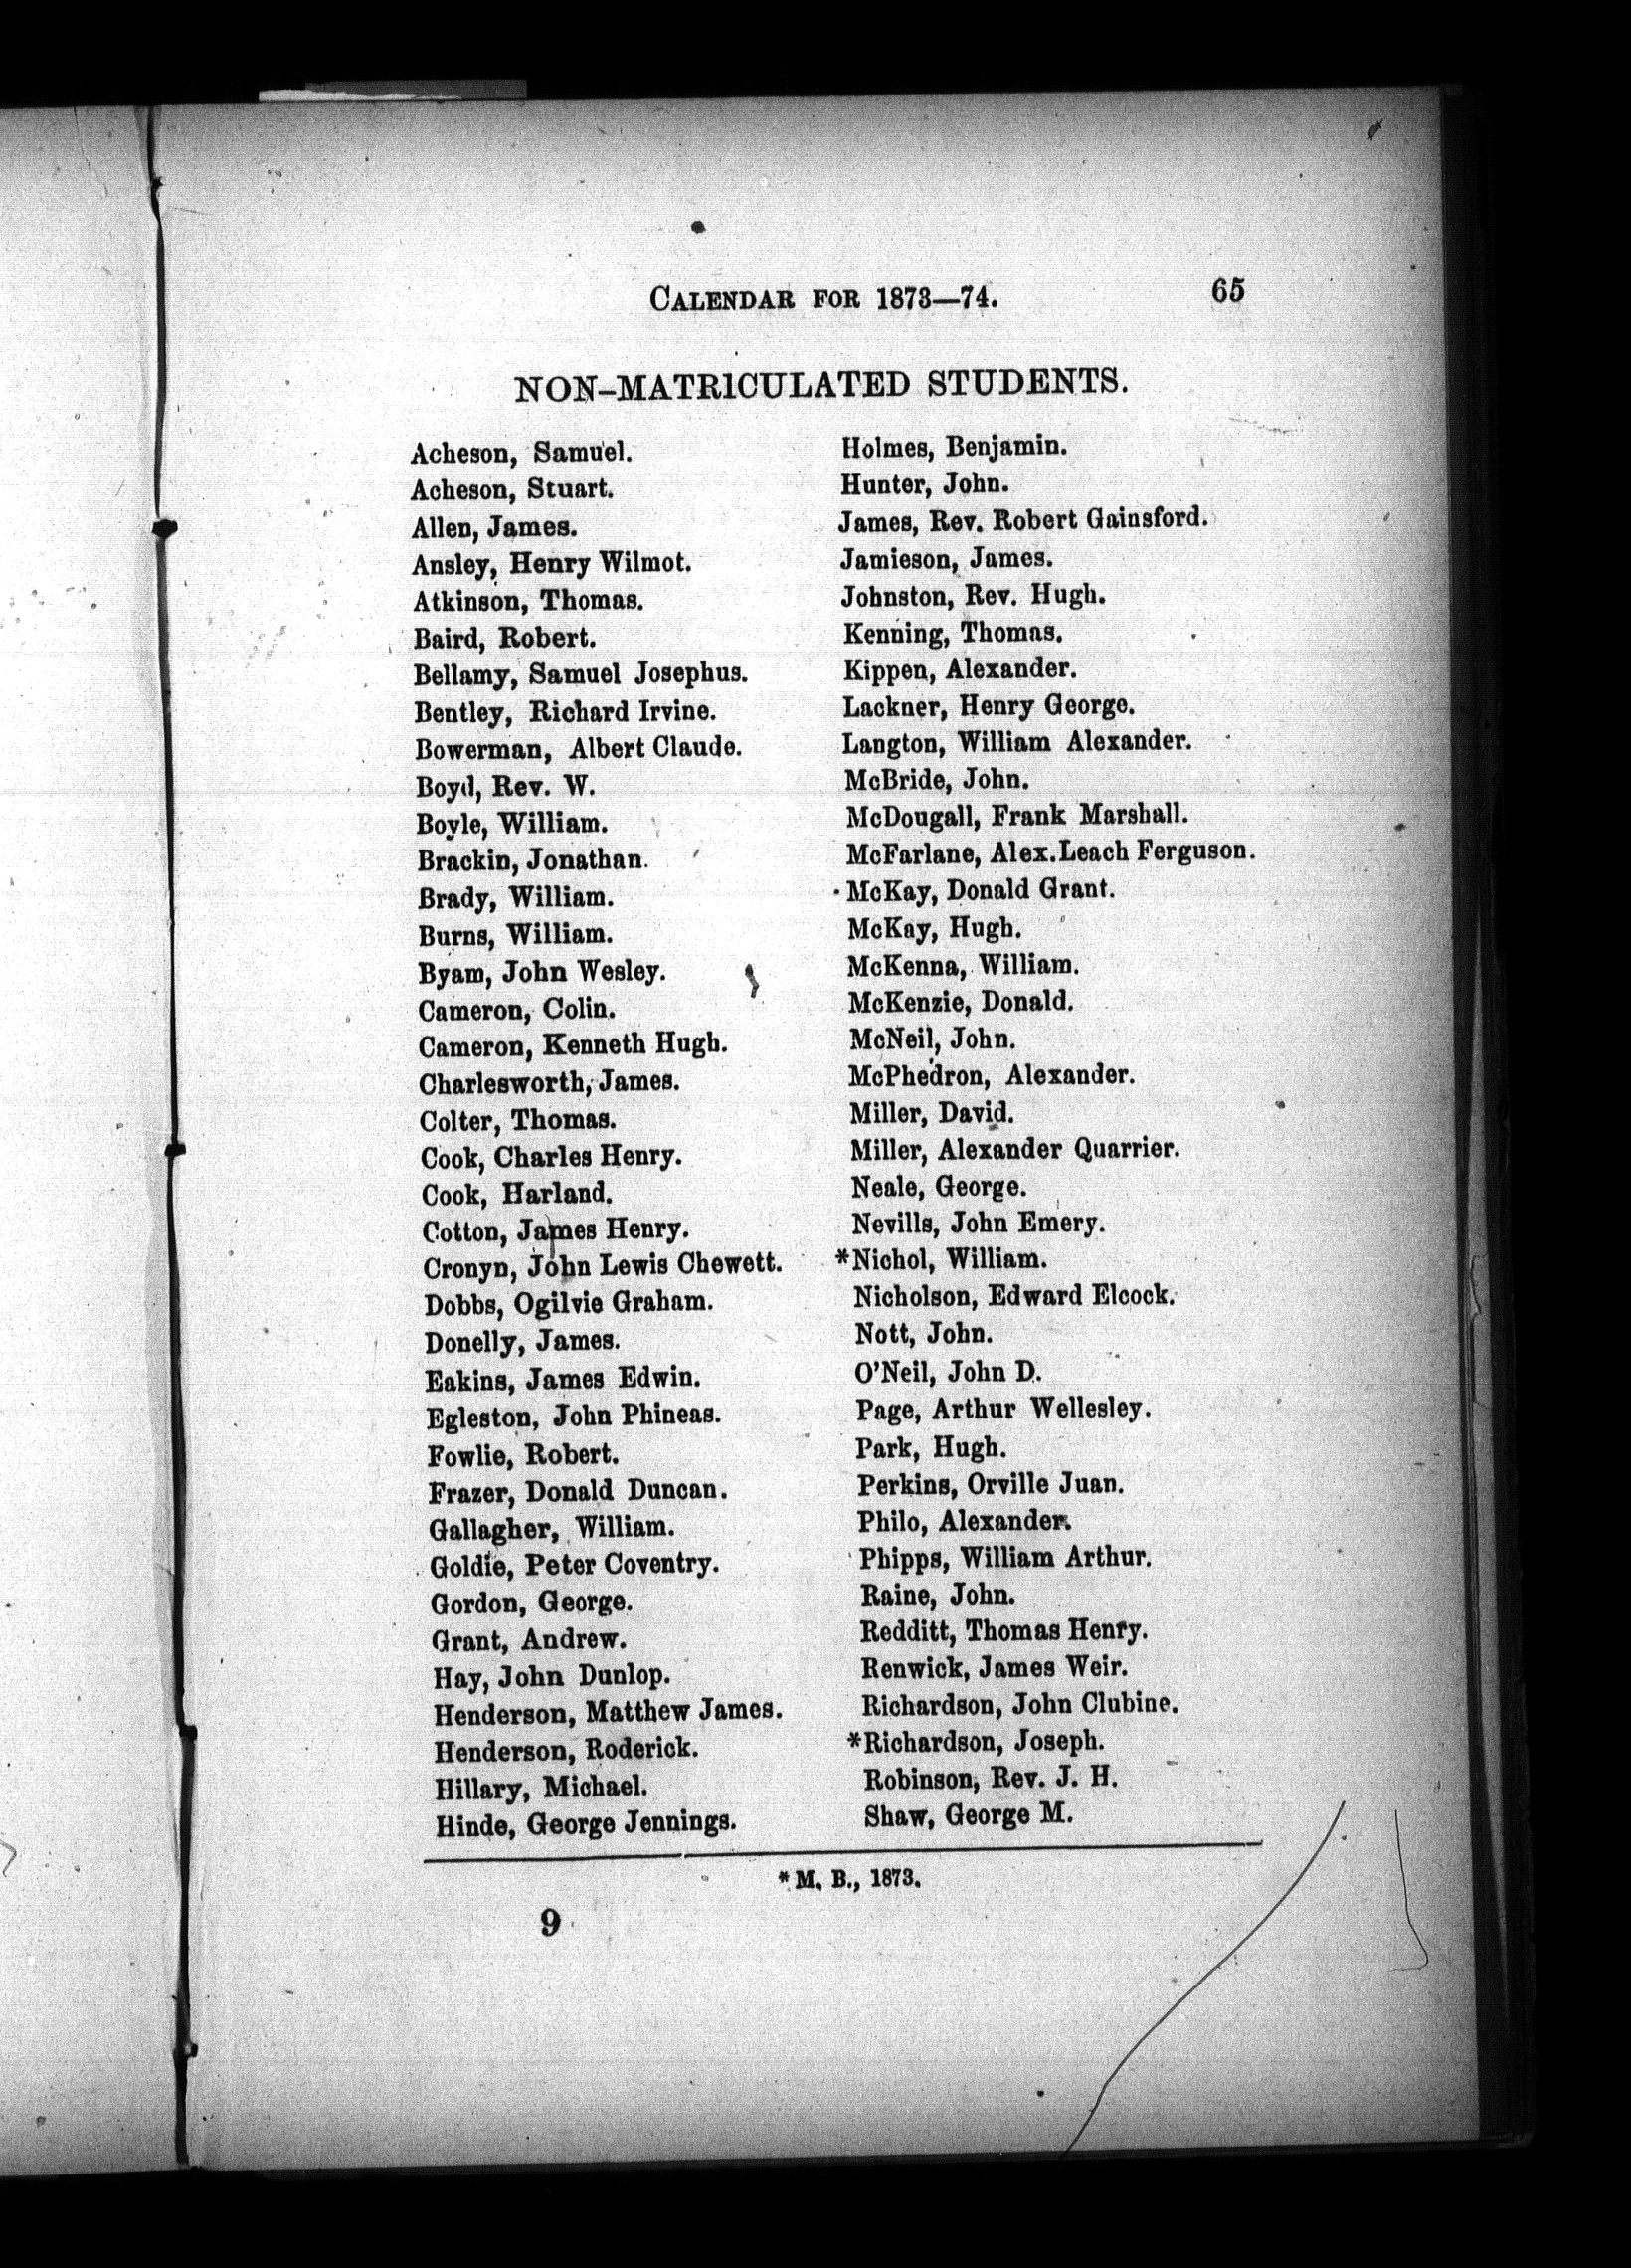 CALENDAR FOR 1873—74. 65
NON-MATRICULATED STUDENTS.
Acheson, Samuel.
Acheson, Stuart.
Allen, James.
Ansley, Henry Wilmot.
Atkinson, Thomas.
Baird, Robert.
Bellamy, Samuel Josephus.
Bentley, Richard Irvine.
Bowerman, Albert Claude.
Boyd, Rev. W.
Boyle, William.
Brackin, Jonathan.
Brady, William.
Burns, William.
Byam, John Wesley.
Cameron, Colin.
Cameron, Kenneth Hugh.
Charlesworth, James.
Colter, Thomas.
Cook, Charles Henry.
Cook, Harland.
Cotton, James Henry.
Cronyn, John Lewis Chewett.
Dobbs, Ogilvie Graham.
Donelly, James.
Eakins, James Edwin.
Egleston, John Phineas.
Fowlie, Robert.
Frazer, Donald Duncan.
Gallagher, William.
Goldie, Peter Coventry.
Gordon, George.
Grant, Andrew.
Hay, John Dunlop.
Henderson, Matthew James.
Henderson, Roderick.
Hillary, Michael.
Hinde, George Jennings.
Holmes, Benjamin.
Hunter, John.
James, Rev. Robert Gainsford.
Jamieson, James.
Johnston, Rev. Hugh.
Kenning, Thomas.
Kippen, Alexander.
Lackner, Henry George.
Langton, William Alexander.
McBride, John.
McDougall, Frank Marshall.
McFarlane, Alex. Leach Ferguson.
McKay, Donald Grant.
McKay, Hugh.
McKenna, William.
McKenzie, Donald.
McNeil, John.
McPhedron, Alexander.
Miller, David.
Miller, Alexander Quarrier.
Neale, George.
Nevills, John Emery.
*Nichol, William.
Nicholson, Edward Elcock.
Nott, John.
O'Neil, John D.
Page, Arthur Wellesley.
Park, Hugh.
Perkins, Orville Juan.
Philo, Alexander.
Phipps, William Arthur.
Raine, John.
Redditt, Thomas Henry.
Renwick, James Weir.
Richardson, John Clubine.
*Richardson, Joseph.
Robinson, Rev. J. H.
Shaw, George M.
*M. B., 1873.
9